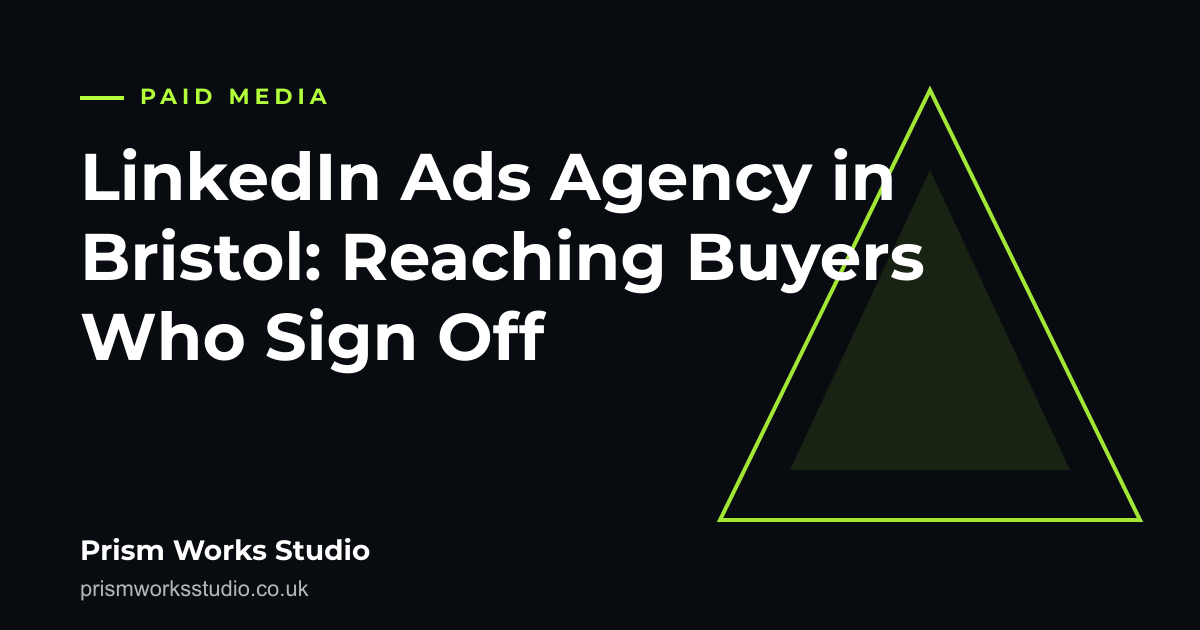 PAID MEDIA
LinkedIn Ads Agency in
Bristol: Reaching Buyers
Who Sign Off
Prism Works Studio
prismworksstudio.co.uk